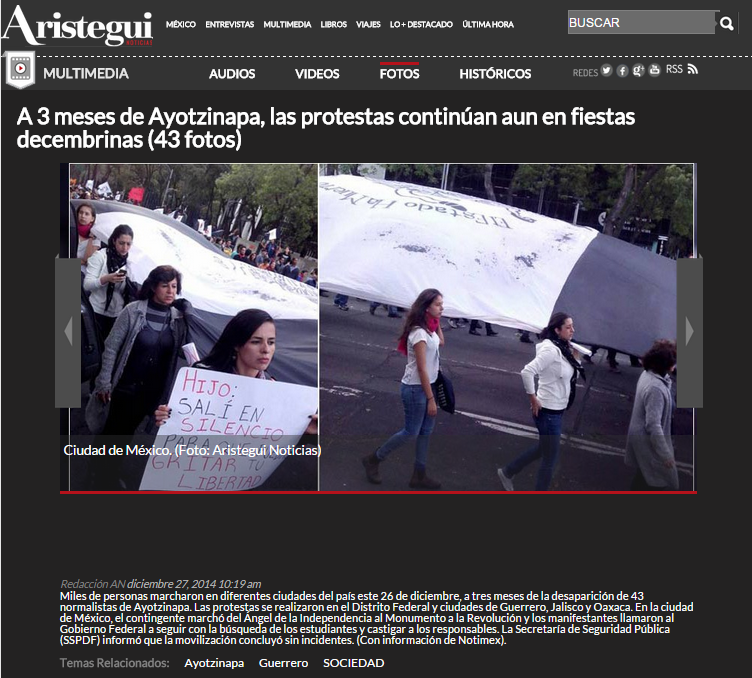 Aristegui
NOTICIAS
MÉXICO ENTREVISTAS MULTIMEDIA LIBROS VIAJES LO + DESTACADO ÚLTIMA HORA
BUSCAR
MULTIMEDIA AUDIOS VIDEOS FOTOS HISTÓRICOS REDES RSS
A 3 meses de Ayotzinapa, las protestas continúan aun en fiestas
decembrinas (43 fotos)
El Estado Ha Muerto
HIJO:
SALÍ EN
SILENCIO
PARA
GRITAR TU
LIBERTAD
Ciudad de México. (Foto: Aristegui Noticias)
Redacción AN diciembre 27, 2014 10:19 am
Miles de personas marcharon en diferentes ciudades del país este 26 de diciembre, a tres meses de la desaparición de 43
normalistas de Ayotzinapa. Las protestas se realizaron en el Distrito Federal y ciudades de Guerrero, Jalisco y Oaxaca. En la ciudad
de México, el contingente marchó del Ángel de la Independencia al Monumento a la Revolución y los manifestantes llamaron al
Gobierno Federal a seguir con la búsqueda de los estudiantes y castigar a los responsables. La Secretaría de Seguridad Pública
(SSPDF) informó que la movilización concluyó sin incidentes. (Con información de Notimex).
Temas Relacionados: Ayotzinapa Guerrero SOCIEDAD